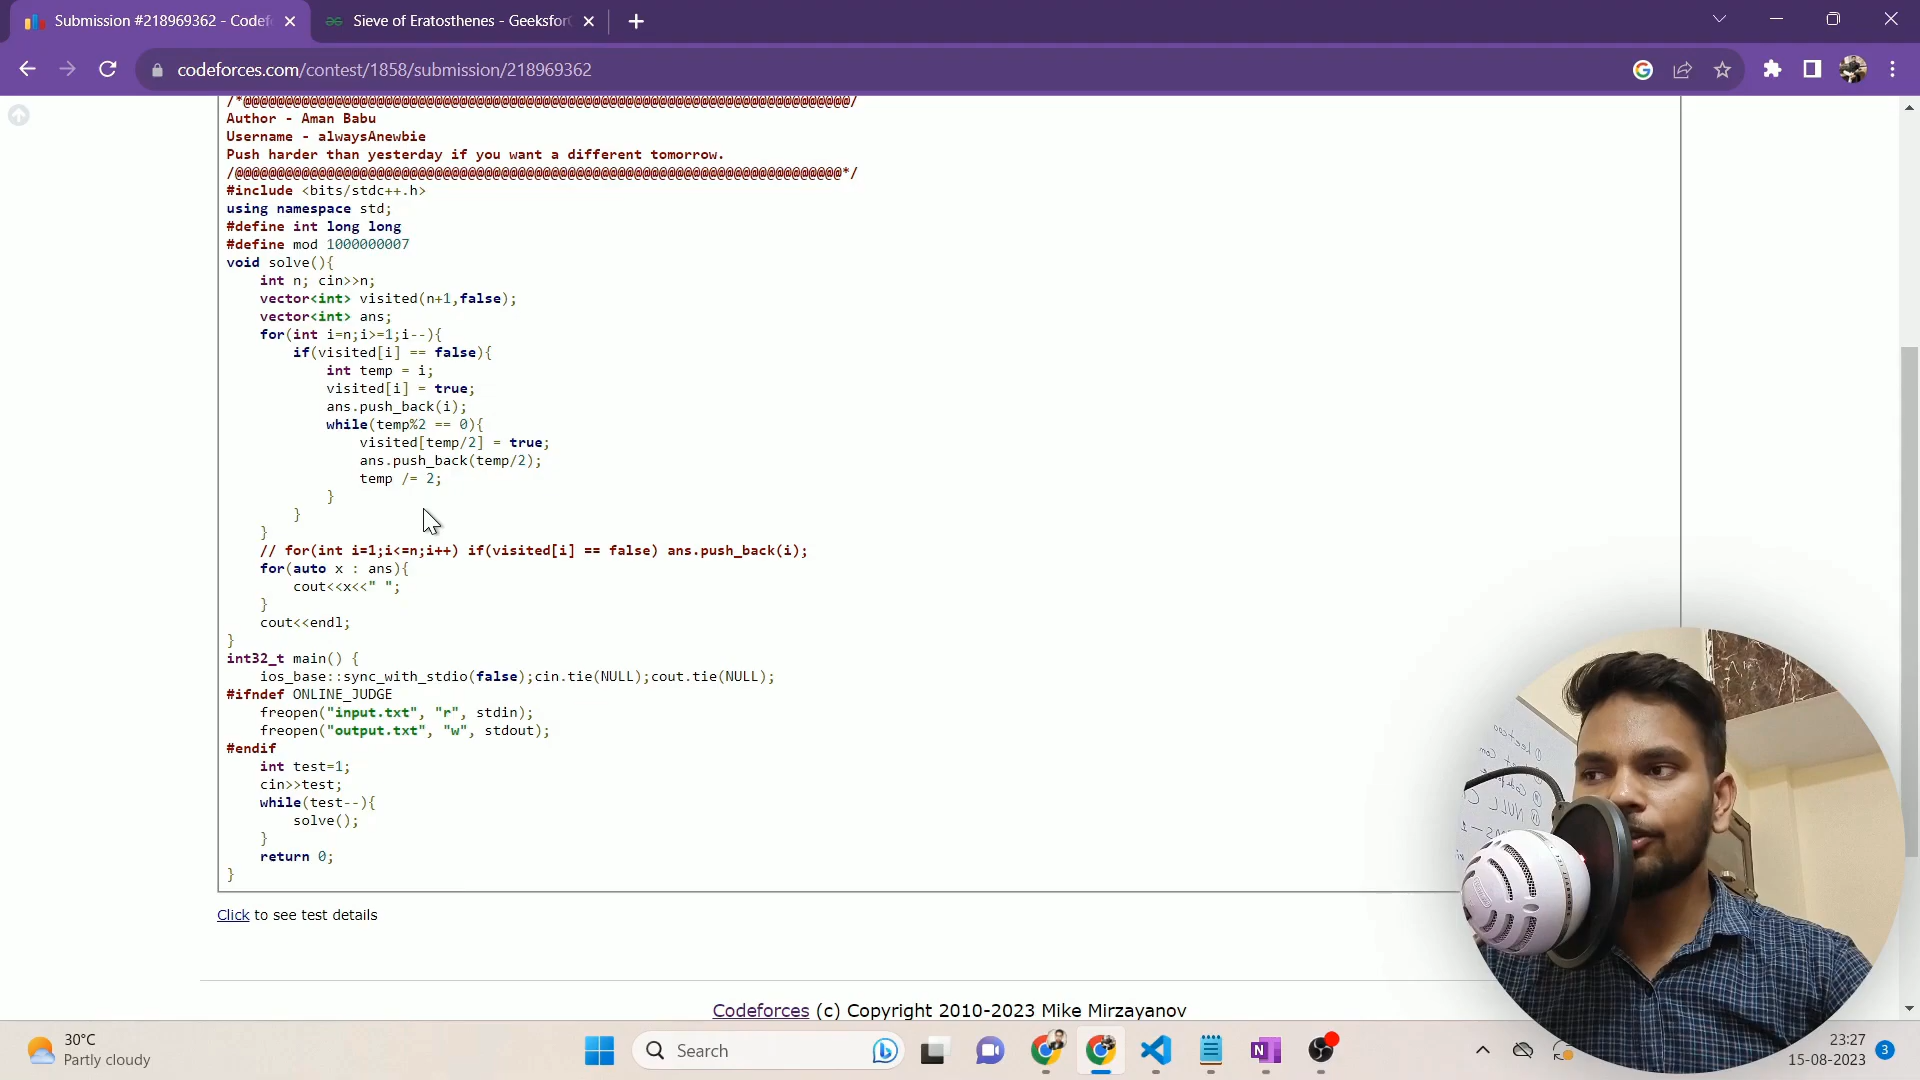 Submission #218969362 - Codef
Sieve of Eratosthenes - Geeksfor
codeforces.com/contest/1858/submission/218969362
/*@@@@@@@@@@@@@@@@@@@@@@@@@@@@@@@@@@@@@@@@@@@@@@@@@@@@@@@@@@@@@@@@@@@@@@@@@/
Author - Aman Babu
Username - alwaysAnewbie
Push harder than yesterday if you want a different tomorrow.
/@@@@@@@@@@@@@@@@@@@@@@@@@@@@@@@@@@@@@@@@@@@@@@@@@@@@@@@@@@@@@@@@@@@@@@@@@*/
#include <bits/stdc++.h>
using namespace std;
#define int long long
#define mod 1000000007
void solve(){
int n; cin>>n;
vector<int> visited(n+1,false);
vector<int> ans;
for(int i=n;i>=1;i--){
if(visited[i] == false){
int temp = i;
visited[i] = true;
ans.push_back(i);
while(temp%2 == 0){
visited[temp/2] = true;
ans.push_back(temp/2);
temp /= 2;
}
}
}
// for(int i=1;i<=n;i++) if(visited[i] == false) ans.push_back(i);
for(auto x : ans){
cout<<x<<" ";
}
cout<<endl;
}
int32_t main() {
ios_base::sync_with_stdio(false);cin.tie(NULL);cout.tie(NULL);
#ifndef ONLINE_JUDGE
freopen("input.txt", "r", stdin);
freopen("output.txt", "w", stdout);
#endif
int test=1;
cin>>test;
while(test--){
solve();
}
return 0;
}
Click to see test details
Codeforces (c) Copyright 2010-2023 Mike Mirzayanov
30°C
Partly cloudy
Search
23:27
15-08-2023
3